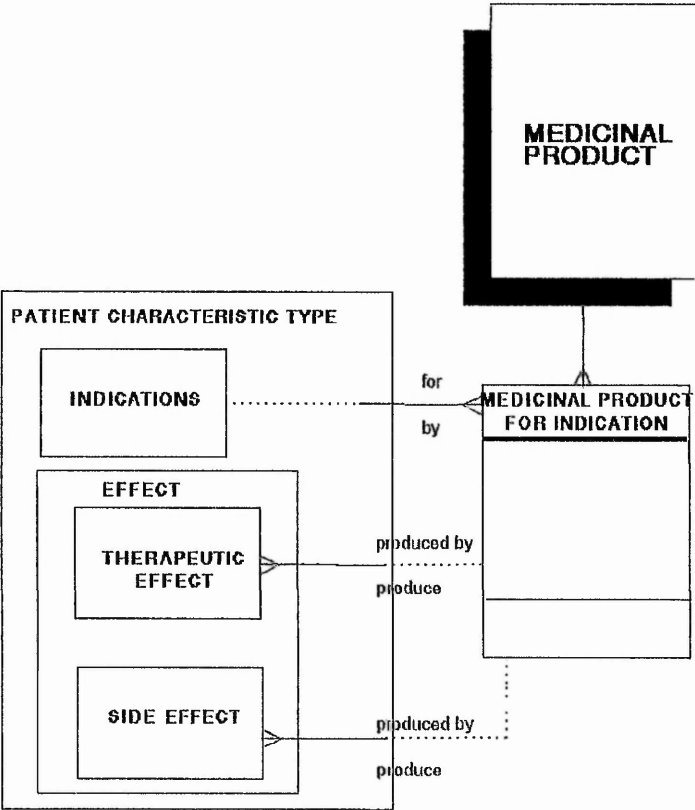 MEDICINAL
PRODUCT
PATIENT CHARACTERISTIC TYPE
INDICATIONS
for
by
MEDICINAL PRODUCT
FOR INDICATION
EFFECT
THERAPEUTIC
EFFECT
produced by
produce
SIDE EFFECT
produced by
produce